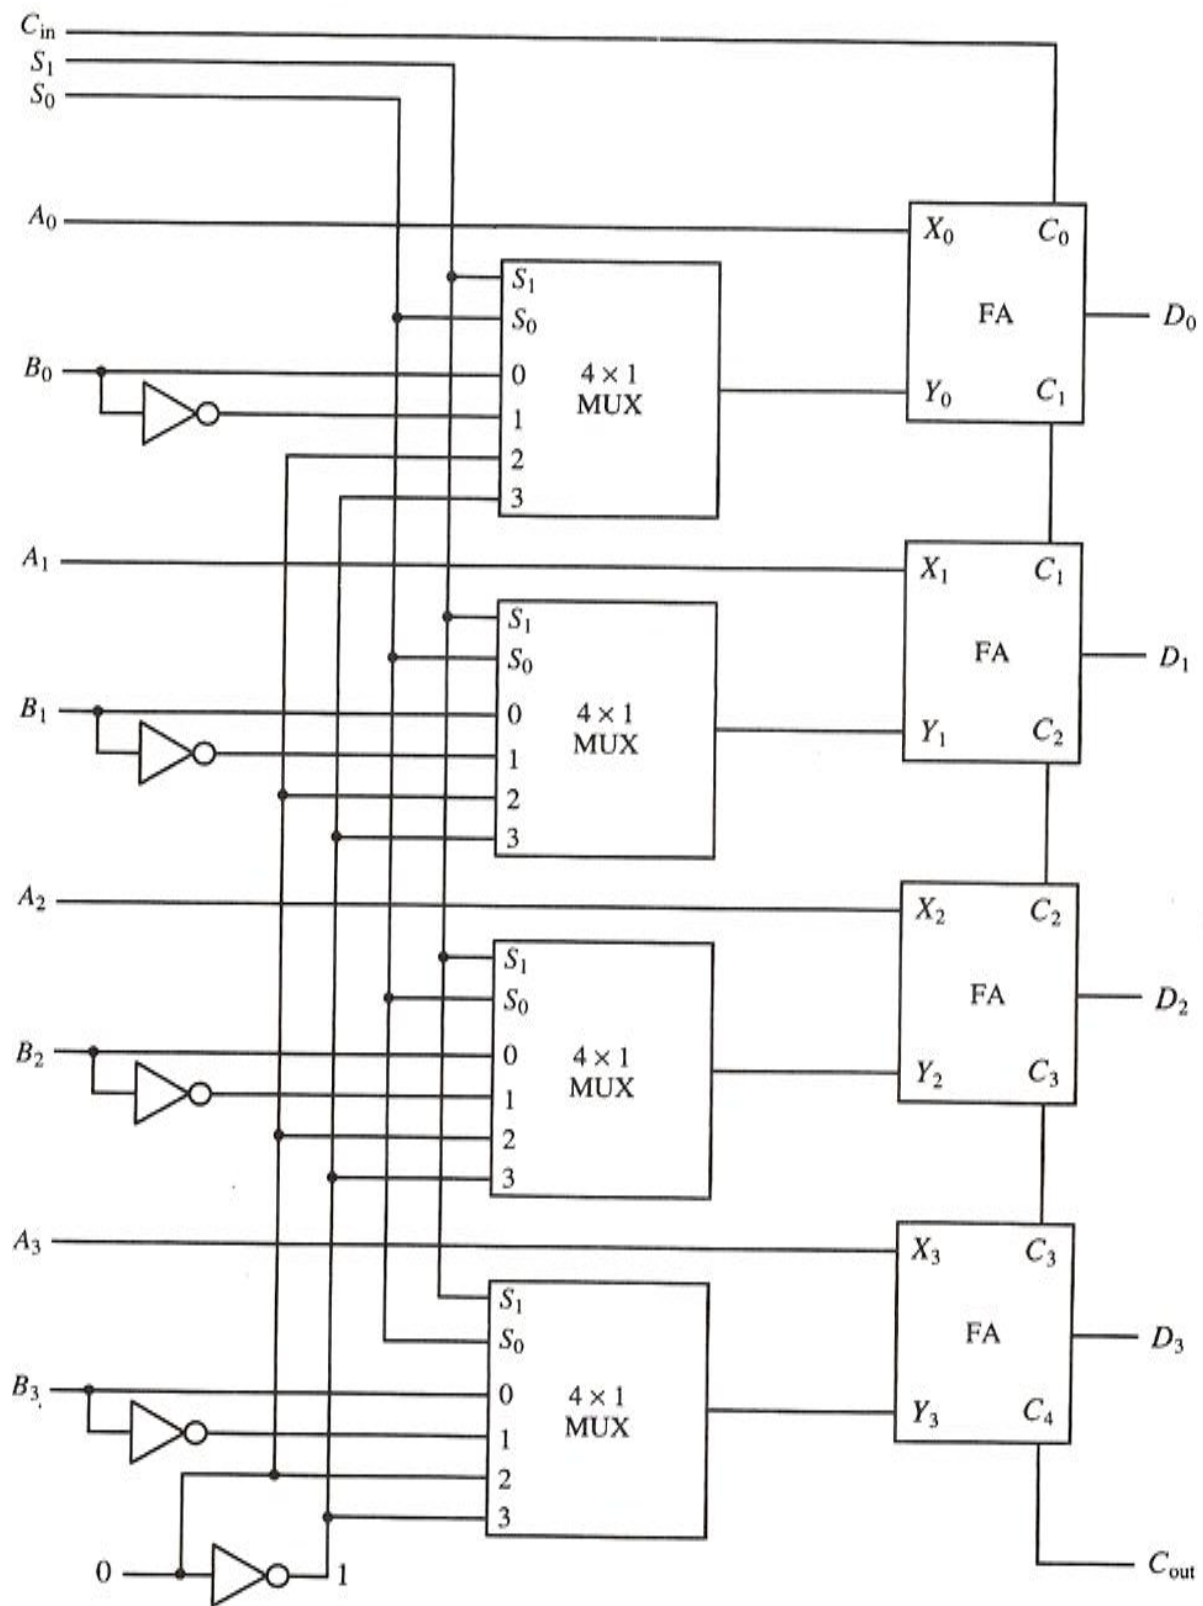 C_in
S_1
S_0
A_0
X_0 C_0
S_1
S_0
FA
D_0
B_0
0
4 × 1
MUX
1
Y_0 C_1
2
3
A_1
X_1 C_1
S_1
S_0
FA
D_1
B_1
0
4 × 1
MUX
1
Y_1 C_2
2
3
A_2
X_2 C_2
S_1
S_0
FA
D_2
B_2
0
4 × 1
MUX
1
Y_2 C_3
2
3
A_3
X_3 C_3
S_1
S_0
FA
D_3
B_3
0
4 × 1
MUX
1
Y_3 C_4
2
3
0
1
C_out